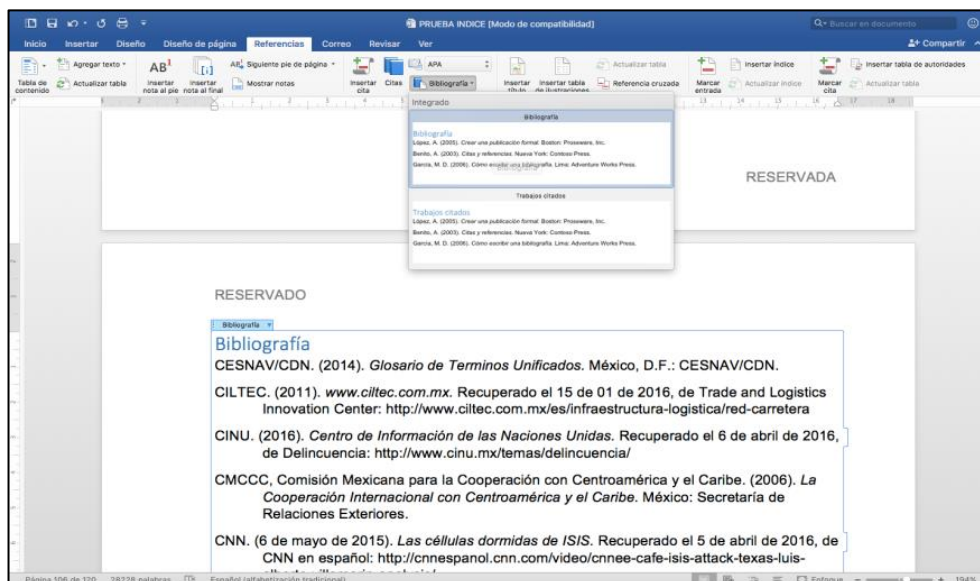 PRUEBA INDICE [Modo de compatibilidad]
Buscar en documento
Inicio Insertar Diseño Diseño de página Referencias Correo Revisar Ver
Compartir
Tabla de contenido
Agregar texto
Actualizar tabla
AB1
Insertar nota al pie
Insertar nota al final
Siguiente pie de página
Mostrar notas
Insertar cita
Citas
APA
Bibliografía
Insertar título
Insertar tabla de ilustraciones
Actualizar tabla
Referencia cruzada
Marcar entrada
Insertar índice
Actualizar índice
Marcar cita
Insertar tabla de autoridades
Actualizar tabla
Integrado
Bibliografía
Bibliografía
López, A. (2005). Crear una publicación formal. Boston: Proseware, Inc.
Benito, A. (2003). Citas y referencias. Nueva York: Contoso Press.
García, M. D. (2006). Cómo escribir una bibliografía. Lima: Adventure Works Press.
Trabajos citados
Trabajos citados
López, A. (2005). Crear una publicación formal. Boston: Proseware, Inc.
Benito, A. (2003). Citas y referencias. Nueva York: Contoso Press.
García, M. D. (2006). Cómo escribir una bibliografía. Lima: Adventure Works Press.
RESERVADA
RESERVADO
Bibliografía
Bibliografía
CESNAV/CDN. (2014). Glosario de Terminos Unificados. México, D.F.: CESNAV/CDN.
CILTEC. (2011). www.ciltec.com.mx. Recuperado el 15 de 01 de 2016, de Trade and Logistics
Innovation Center: http://www.ciltec.com.mx/es/infraestructura-logistica/red-carretera
CINU. (2016). Centro de Información de las Naciones Unidas. Recuperado el 6 de abril de 2016,
de Delincuencia: http://www.cinu.mx/temas/delincuencia/
CMCCC, Comisión Mexicana para la Cooperación con Centroamérica y el Caribe. (2006). La
Cooperación Internacional con Centroamérica y el Caribe. México: Secretaría de
Relaciones Exteriores.
CNN. (6 de mayo de 2015). Las células dormidas de ISIS. Recuperado el 5 de abril de 2016, de
CNN en español: http://cnnespanol.cnn.com/video/cnnee-cafe-isis-attack-texas-luis-
Página 106 de 120 28228 palabras Español (alfabetización tradicional) Enfoque